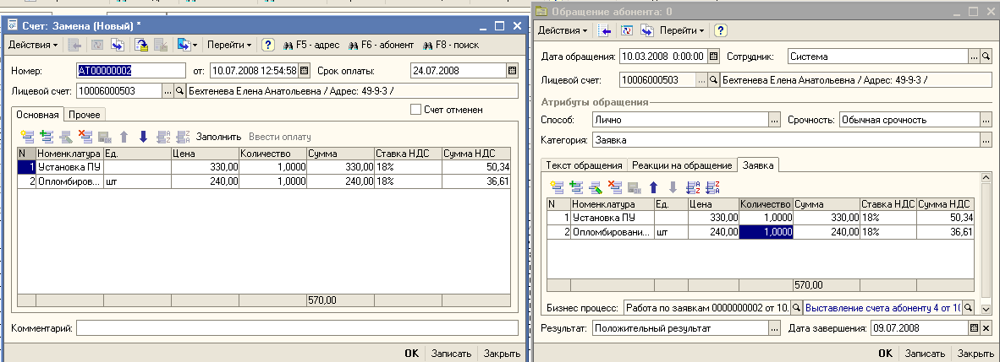 Счет: Замена (Новый) *
Действия Перейти ? F5 - адрес F6 - абонент F8 - поиск
Номер: АТ00000002 от: 10.07.2008 12:54:58 Срок оплаты: 24.07.2008
Лицевой счет: 10006000503 ... Бехтенева Елена Анатольевна / Адрес: 49-9-3 /
Основная Прочее Счет отменен
Заполнить Ввести оплату
N Номенклатура Ед. Цена Количество Сумма Ставка НДС Сумма НДС
1 Установка ПУ 330,00 1,0000 330,00 18% 50,34
2 Опломбиров... шт 240,00 1,0000 240,00 18% 36,61
570,00
Комментарий:
OK Записать Закрыть
Обращение абонента: 0
Действия Перейти ?
Дата обращения: 10.03.2008 0:00:00 Сотрудник: Система ...
Лицевой счет: 10006000503 ... Бехтенева Елена Анатольевна / Адрес: 49-9-3 /
Атрибуты обращения
Способ: Лично ... Срочность: Обычная срочность ...
Категория: Заявка ...
Текст обращения Реакции на обращение Заявка
N Номенклатура Ед. Цена Количество Сумма Ставка НДС Сумма НДС
1 Установка ПУ 330,00 1,0000 330,00 18% 50,34
2 Опломбировани... шт 240,00 1,0000 240,00 18% 36,61
570,00
Бизнес процесс: Работа по заявкам 0000000002 от 10. Выставление счета абоненту 4 от 10
Результат: Положительный результат ... Дата завершения: 09.07.2008
OK Записать Закрыть